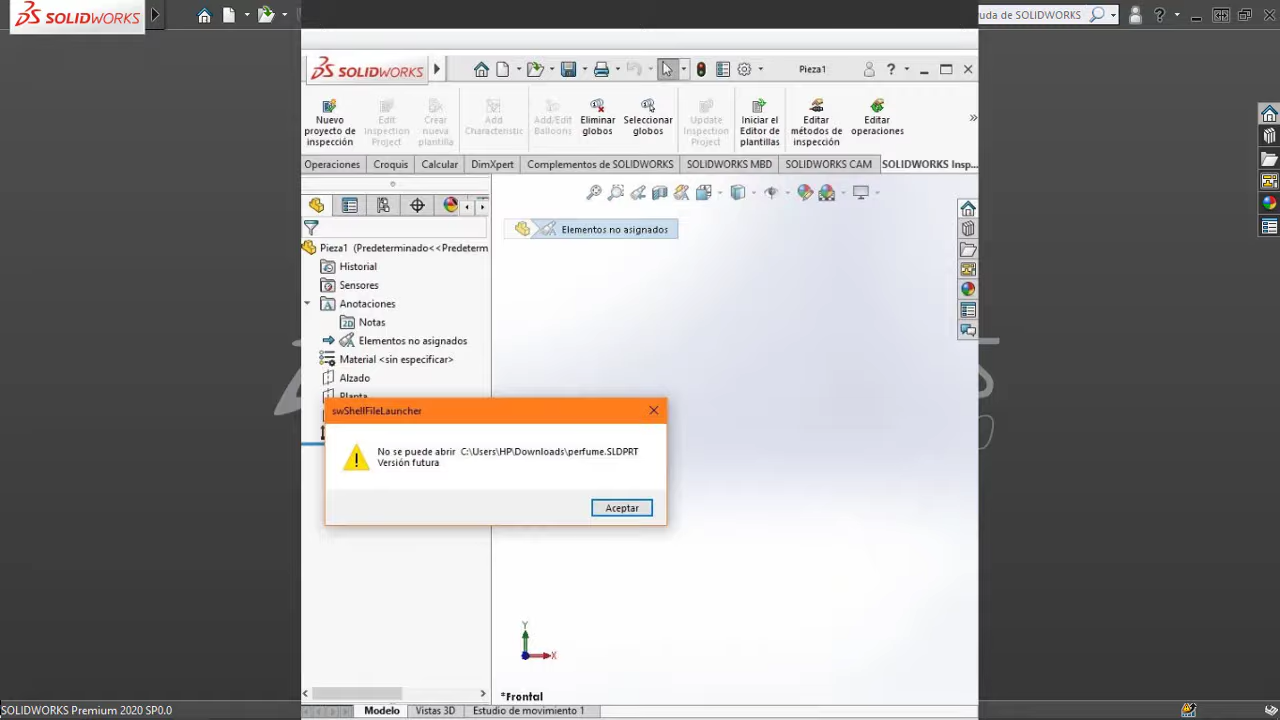 SOLIDWORKS
uda de SOLIDWORKS
?
SOLIDWORKS
Pieza1
?
Nuevo proyecto de inspección
Edit Inspection Project
Crear nueva plantilla
Add Characteristic
Add/Edit Balloons
Eliminar globos
Seleccionar globos
Update Inspection Project
Iniciar el Editor de plantillas
Editar métodos de inspección
Editar operaciones
»
Operaciones
Croquis
Calcular
DimXpert
Complementos de SOLIDWORKS
SOLIDWORKS MBD
SOLIDWORKS CAM
SOLIDWORKS Insp...
Elementos no asignados
Pieza1 (Predeterminado<<Predeterm
Historial
Sensores
Anotaciones
Notas
Elementos no asignados
Material <sin especificar>
Alzado
Planta
swShellFileLauncher
No se puede abrir C:\Users\HP\Downloads\perfume.SLDPRT
Versión futura
Aceptar
Y
X
*Frontal
Modelo
Vistas 3D
Estudio de movimiento 1
SOLIDWORKS Premium 2020 SP0.0